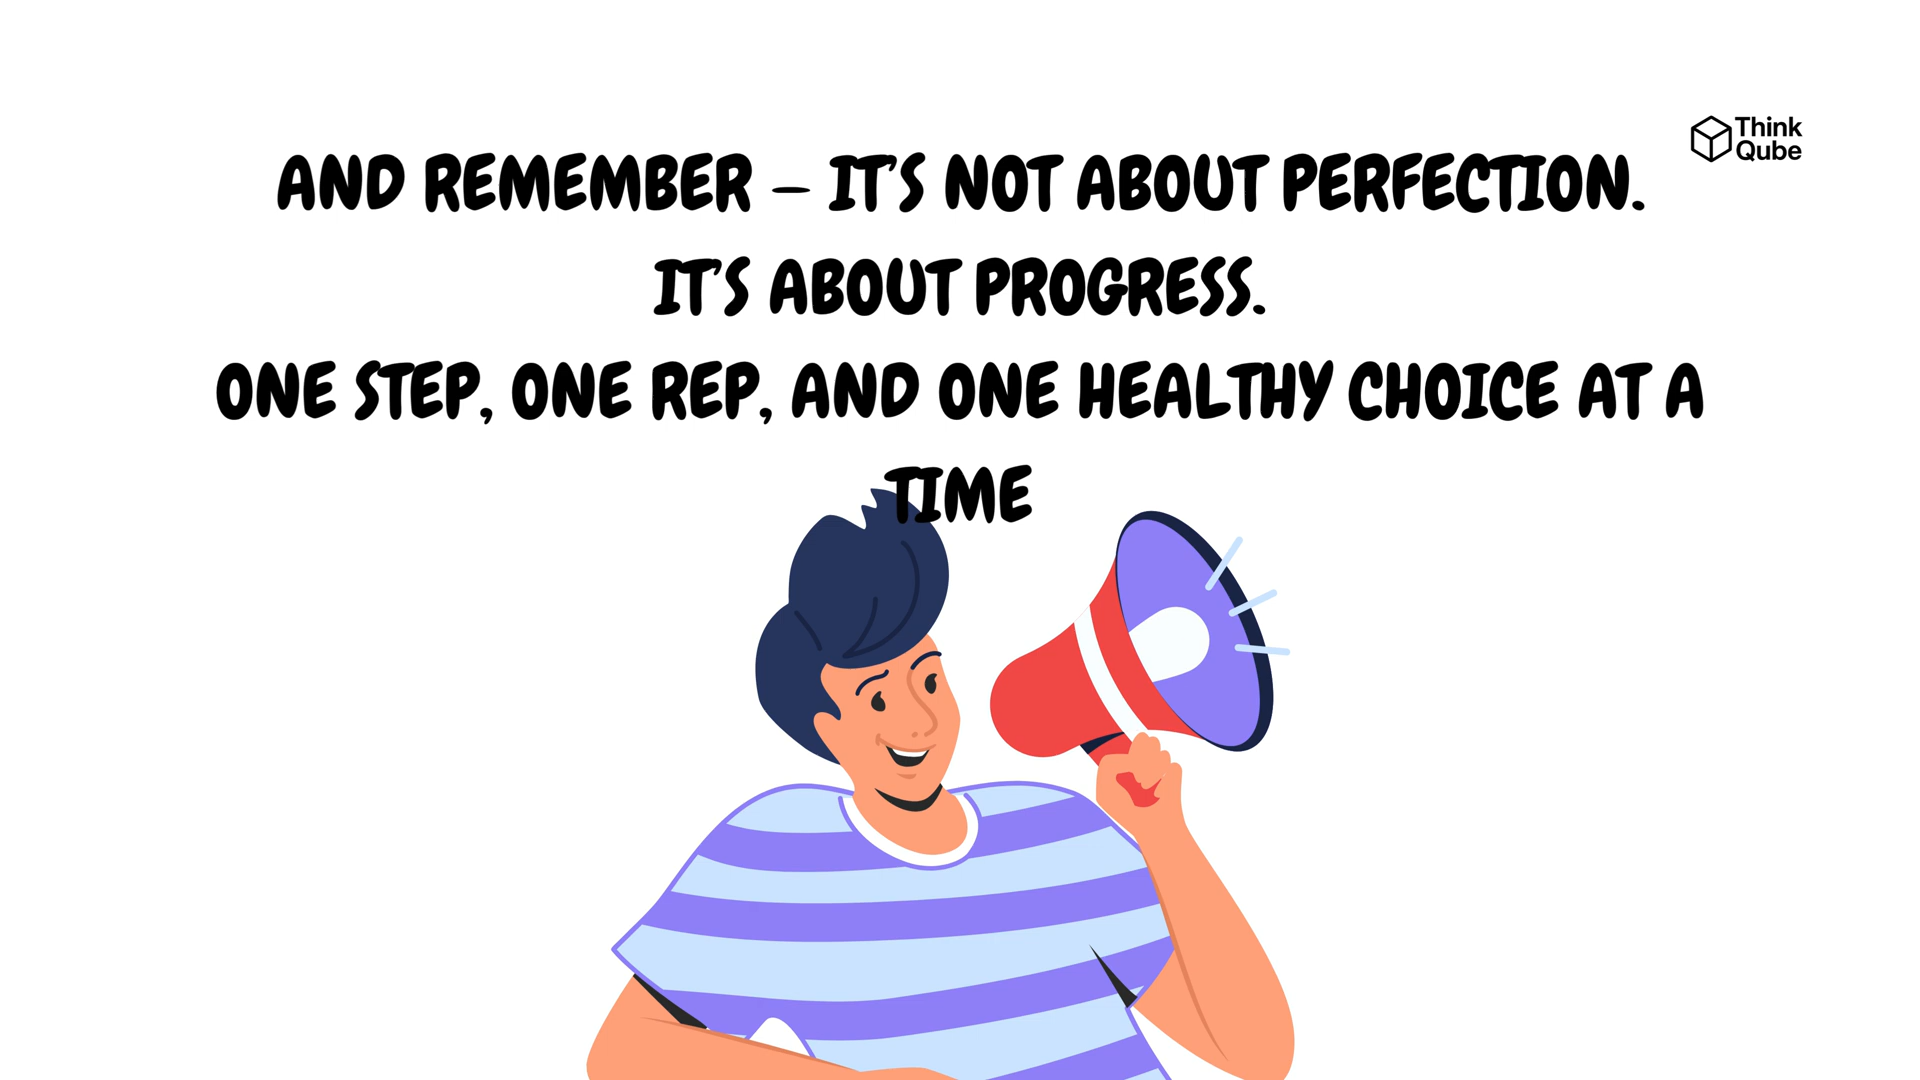 Think
Qube
AND REMEMBER – IT'S NOT ABOUT PERFECTION.
IT'S ABOUT PROGRESS.
ONE STEP, ONE REP, AND ONE HEALTHY CHOICE AT A
TIME